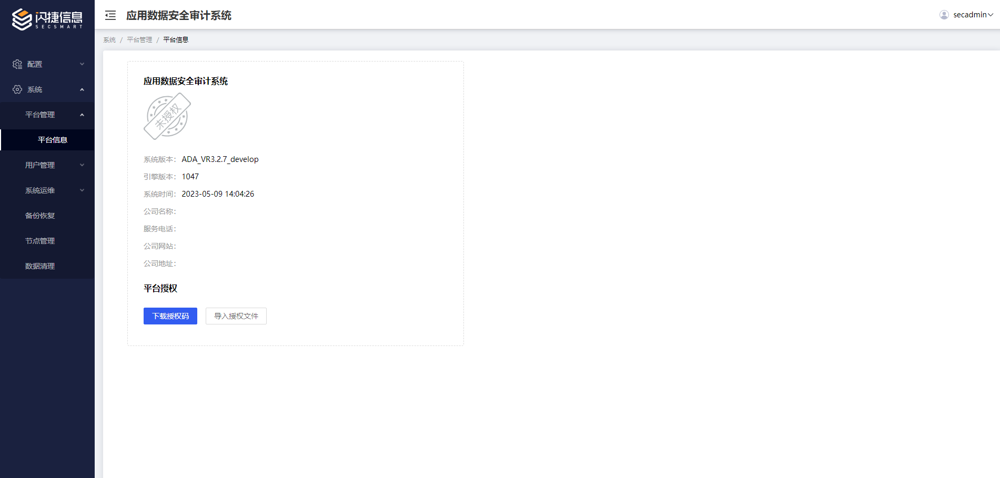 闪捷信息
SECSMART
应用数据安全审计系统
secadmin
系统 / 平台管理 / 平台信息
配置
系统
平台管理
平台信息
用户管理
系统运维
备份恢复
节点管理
数据清理
应用数据安全审计系统
未授权
系统版本: ADA_VR3.2.7_develop
引擎版本: 1047
系统时间: 2023-05-09 14:04:26
公司名称:
服务电话:
公司网站:
公司地址:
平台授权
下载授权码
导入授权文件